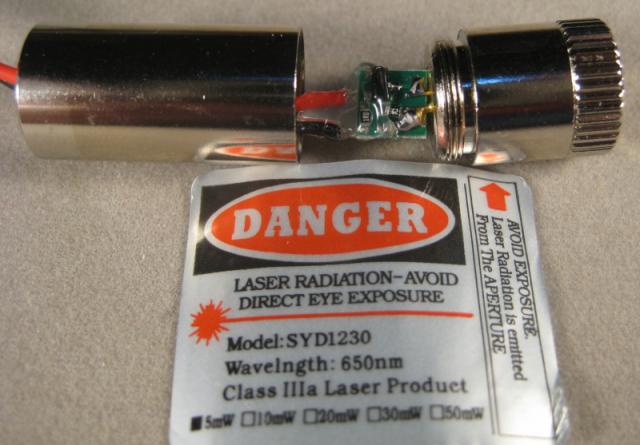 DANGER
LASER RADIATION-AVOID
DIRECT EYE EXPOSURE
Model:SYD1230
Wavelngth: 650nm
Class IIIa Laser Product
■5mW □10mW □20mW □30mW □50mW
AVOID EXPOSURE.
Laser Radiation is emitted
From The APERTURE